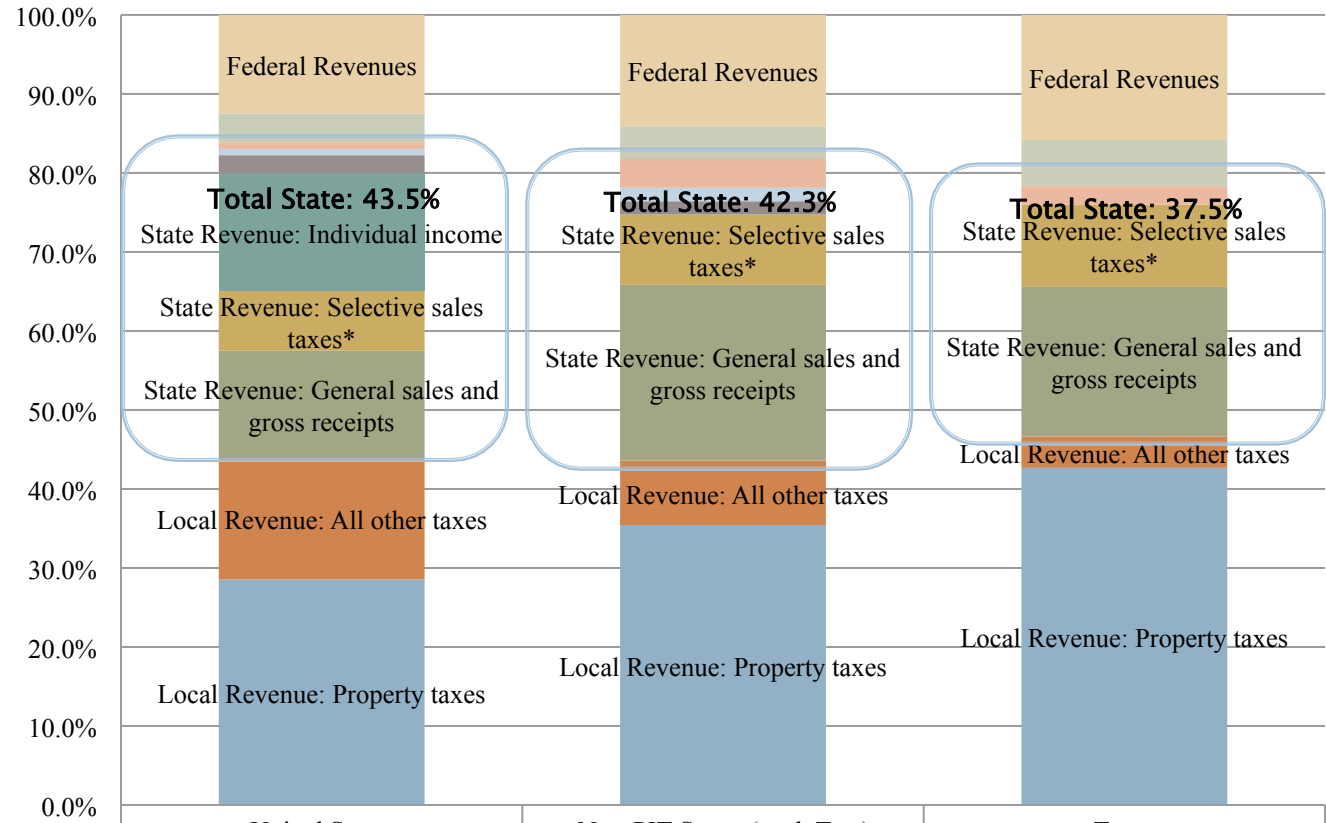 100.0%
90.0%
80.0%
70.0%
60.0%
50.0%
40.0%
30.0%
20.0%
10.0%
0.0%
Federal Revenues
Total State: 43.5%
State Revenue: Individual income
State Revenue: Selective sales
taxes*
State Revenue: General sales and
gross receipts
Local Revenue: All other taxes
Local Revenue: Property taxes
Federal Revenues
Total State: 42.3%
State Revenue: Selective sales
taxes*
State Revenue: General sales and
gross receipts
Local Revenue: All other taxes
Local Revenue: Property taxes
Federal Revenues
Total State: 37.5%
State Revenue: Selective sales
taxes*
State Revenue: General sales and
gross receipts
Local Revenue: All other taxes
Local Revenue: Property taxes